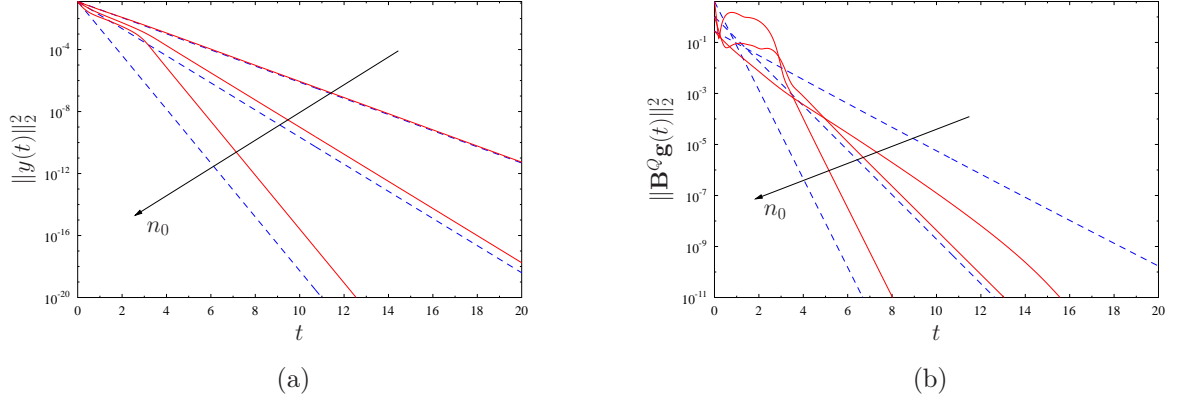 ||y(t)||₂²
10⁻⁴
10⁻⁸
10⁻¹²
10⁻¹⁶
10⁻²⁰
n₀
0 2 4 6 8 10 12 14 16 18 20
t
(a)
||B^Q g(t)||₂²
10⁻¹
10⁻³
10⁻⁵
10⁻⁷
10⁻⁹
10⁻¹¹
n₀
0 2 4 6 8 10 12 14 16 18 20
t
(b)